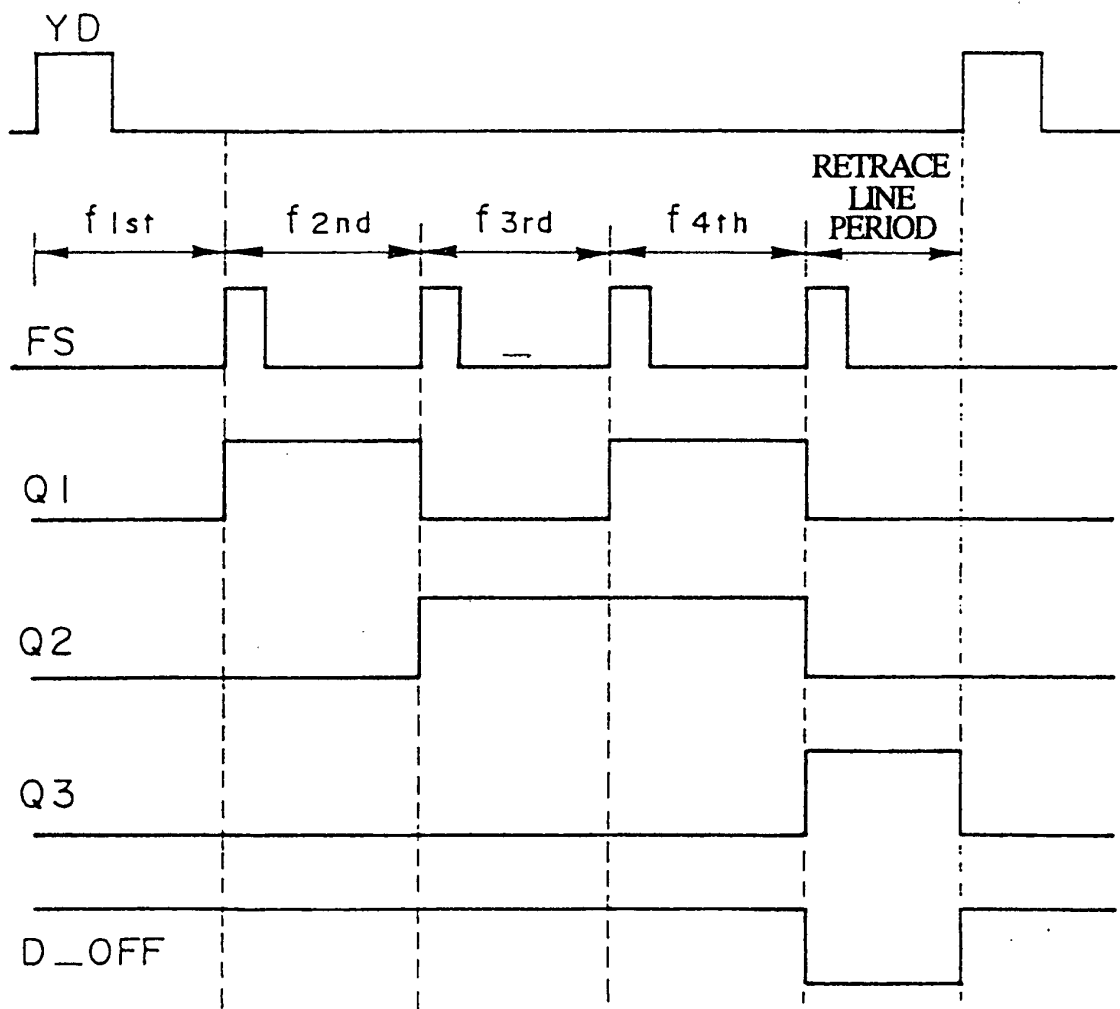 YD
RETRACE
LINE
PERIOD
f 1st
f 2nd
f 3rd
f 4th
FS
Q1
Q2
Q3
D_OFF